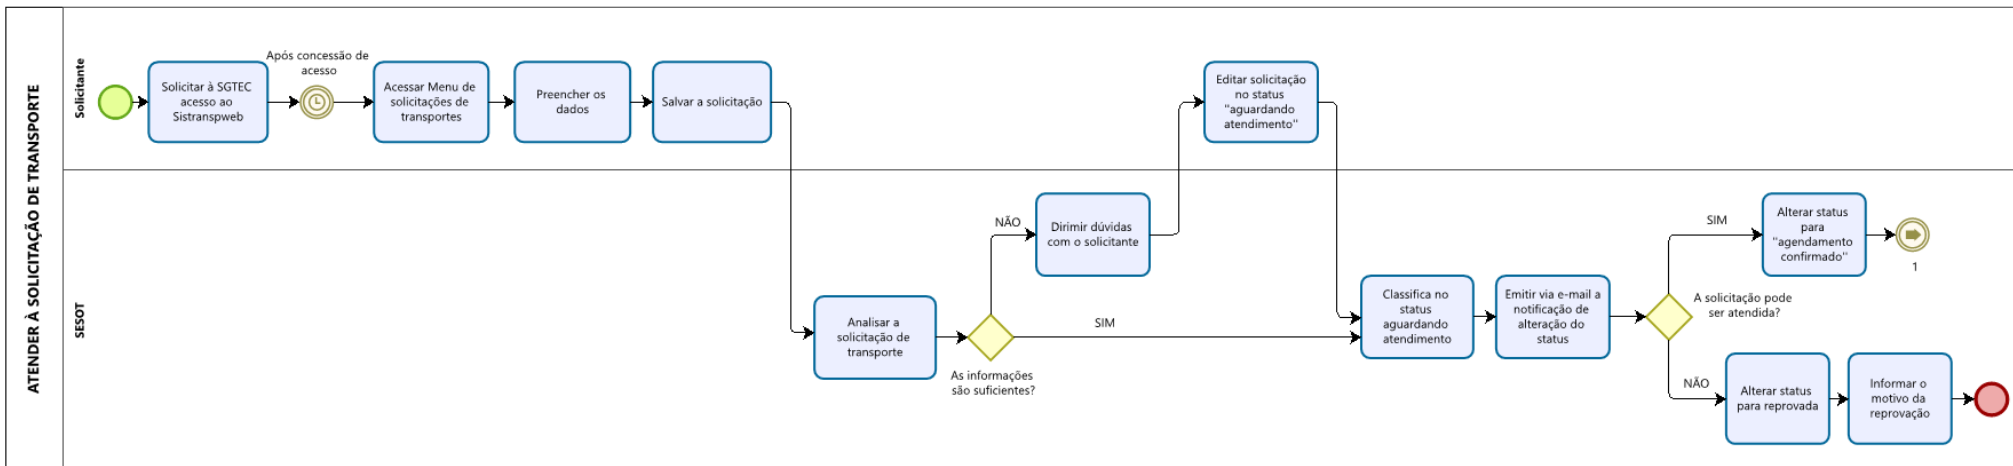 ATENDER À SOLICITAÇÃO DE TRANSPORTE
Solicitante
Solicitar à SGTEC
acesso ao
Sistranspweb
Após concessão de
acesso
Acessar Menu de
solicitações de
transportes
Preencher os
dados
Salvar a solicitação
Editar solicitação
no status
"aguardando
atendimento"
SESOT
Analisar a
solicitação de
transporte
As informações
são suficientes?
NÃO
Dirimir dúvidas
com o solicitante
SIM
Classifica no
status
aguardando
atendimento
Emitir via e-mail a
notificação de
alteração do
status
A solicitação pode
ser atendida?
SIM
Alterar status
para
"agendamento
confirmado"
1
NÃO
Alterar status
para reprovada
Informar o
motivo da
reprovação